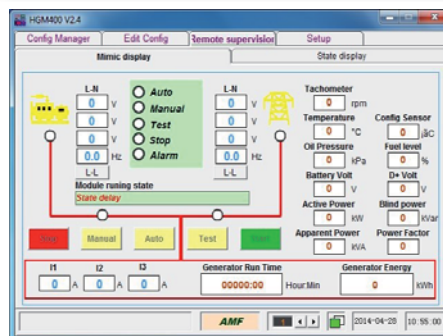 HGM400 V2.4
Config Manager Edit Config Remote supervision Setup
Mimic display State display
L-N L-N Tachometer
0 V Auto 0 V 0 rpm
Manual Temperature Config Sensor
0 V Test 0 V 0 °C 0 jãC
0 V Stop 0 V Oil Pressure Fuel level
0.0 Hz Alarm 0.0 Hz 0 kPa 0 %
L-L L-L Battery Volt D+ Volt
Module runing state 0 V 0 V
State delay Active Power Blind power
0 kW 0 kVar
Manual Auto Test Apparent Power Power Factor
0 kVA 0
I1 I2 I3 Generator Run Time Generator Energy
0 A 0 A 0 A 00000:00 Hour:Min 0 kWh
AMF 1 2014-04-28 10:55:00